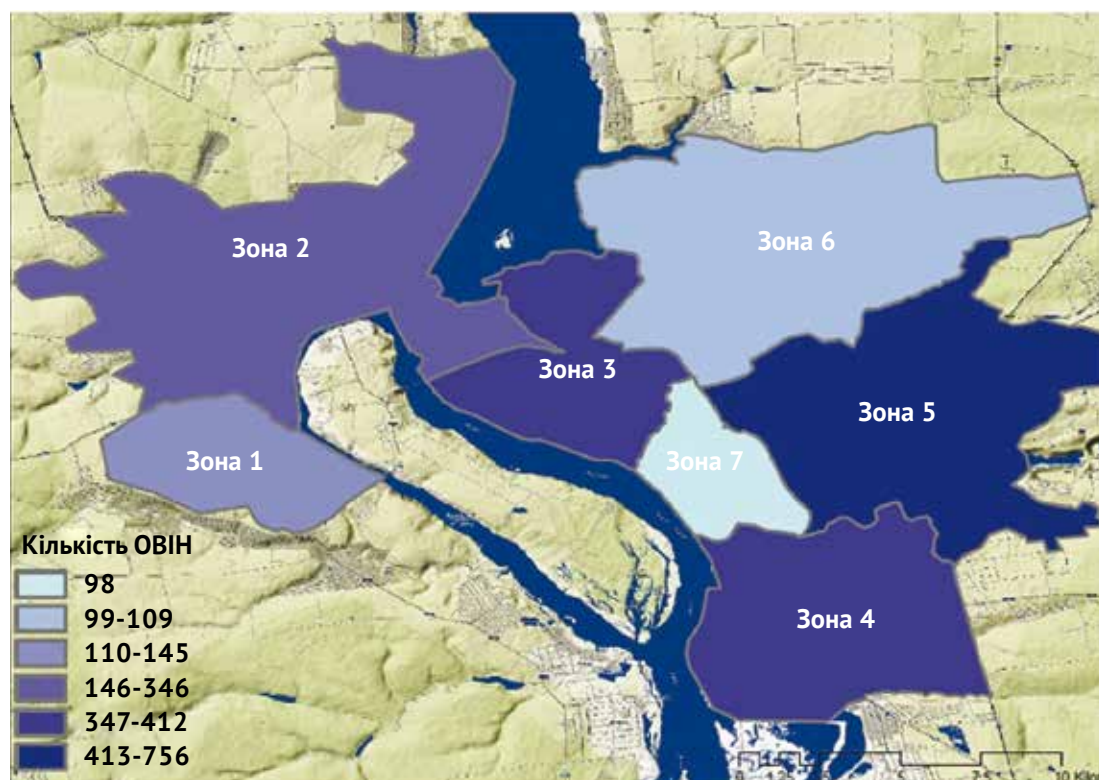 Зона 2
Зона 6
Зона 3
Зона 5
Зона 1
Зона 7
Зона 4
Кількість ОВІН
98
99-109
110-145
146-346
347-412
413-756